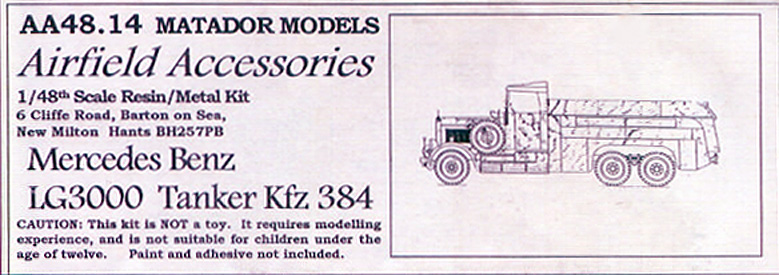 AA48.14 MATADOR MODELS
Airfield Accessories
1/48th Scale Resin/Metal Kit
6 Cliffe Road, Barton on Sea,
New Milton Hants BH257PB
Mercedes Benz
LG3000 Tanker Kfz 384
CAUTION: This kit is NOT a toy. It requires modelling
experience, and is not suitable for children under the
age of twelve. Paint and adhesive not included.